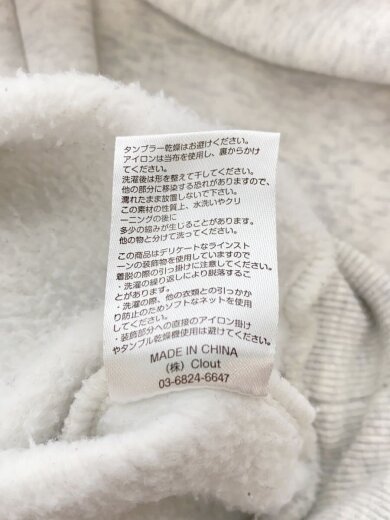 タンブラー乾燥はお避けください。
アイロンは当布を使用し、裏からかけ
てください。
洗濯後は形を整えて干してください。
他の部分に移染する恐れがありますので、
濡れたまま放置しないで下さい。
この素材の性質上、水洗いやクリ
ーニングの後に
多少の縮みが生じることがあります。
他の物と分けて洗ってください。
この商品はデリケートなラインスト
ーンの装飾物を使用していますので
着脱の際の引っ掛けに注意してください。
・洗濯の繰り返しにより脱落するこ
とがあります。
・洗濯の際、他の衣類とのひっかか
り防止のためソフトなネットを使用
してください。
・装飾部分への直接のアイロン掛け
やタンブル乾燥機使用は避けてください。
MADE IN CHINA
(株) Clout
03-6824-6647